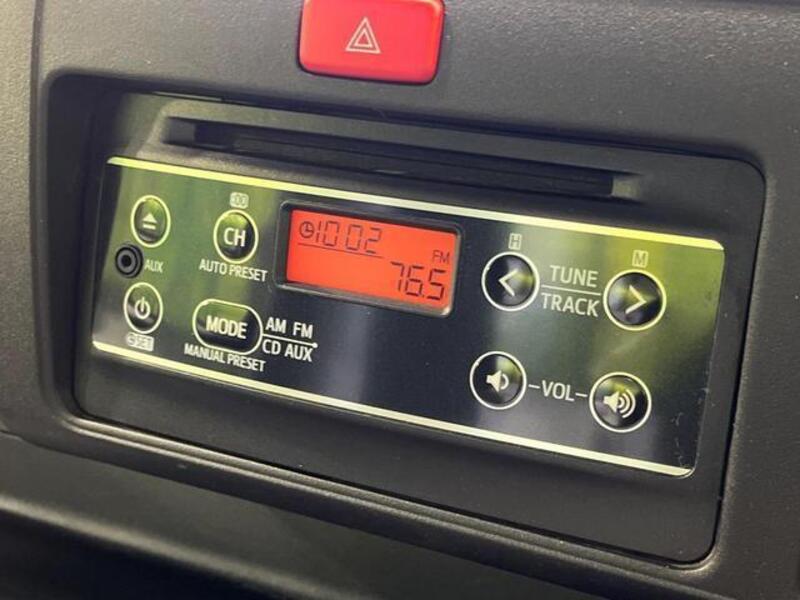 :00
H
M
CH
10 02
FM
76.5
AUX
AUTO PRESET
TUNE
TRACK
MODE
AM FM
CD AUX
SET
MANUAL PRESET
VOL